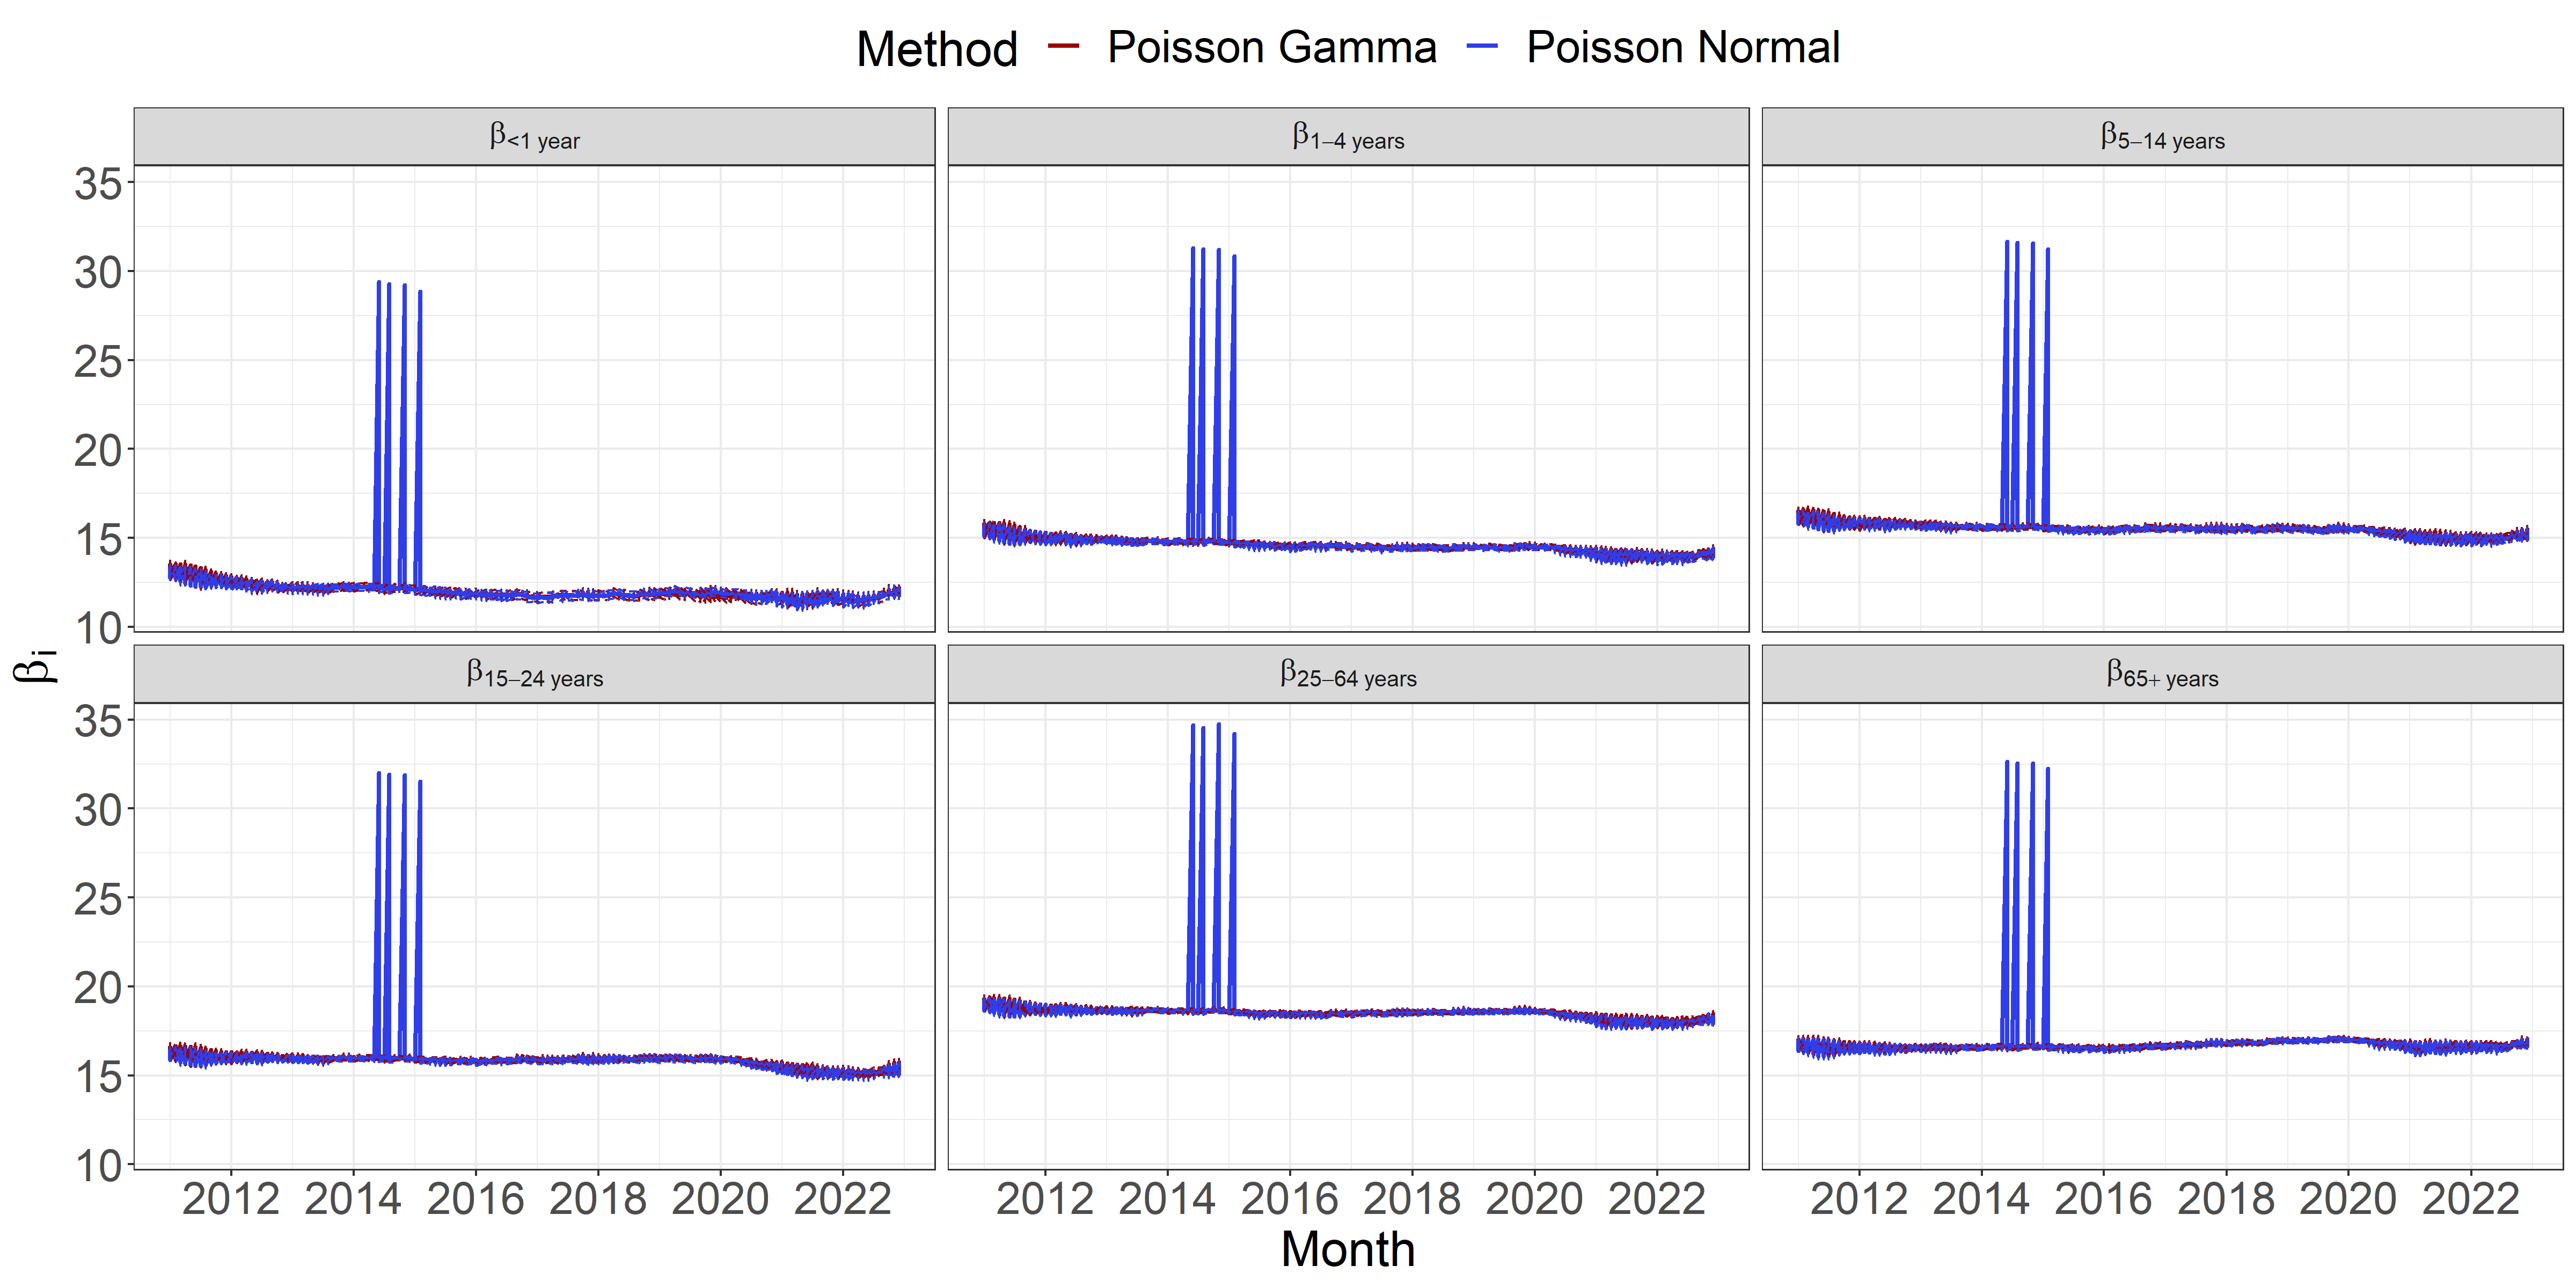 Method Poisson Gamma Poisson Normal
β<1 year β1−4 years β5−14 years
35
30
25
20
15
10
βi
β15−24 years β25−64 years β65+ years
35
30
25
20
15
10
2012 2014 2016 2018 2020 2022 2012 2014 2016 2018 2020 2022 2012 2014 2016 2018 2020 2022
Month